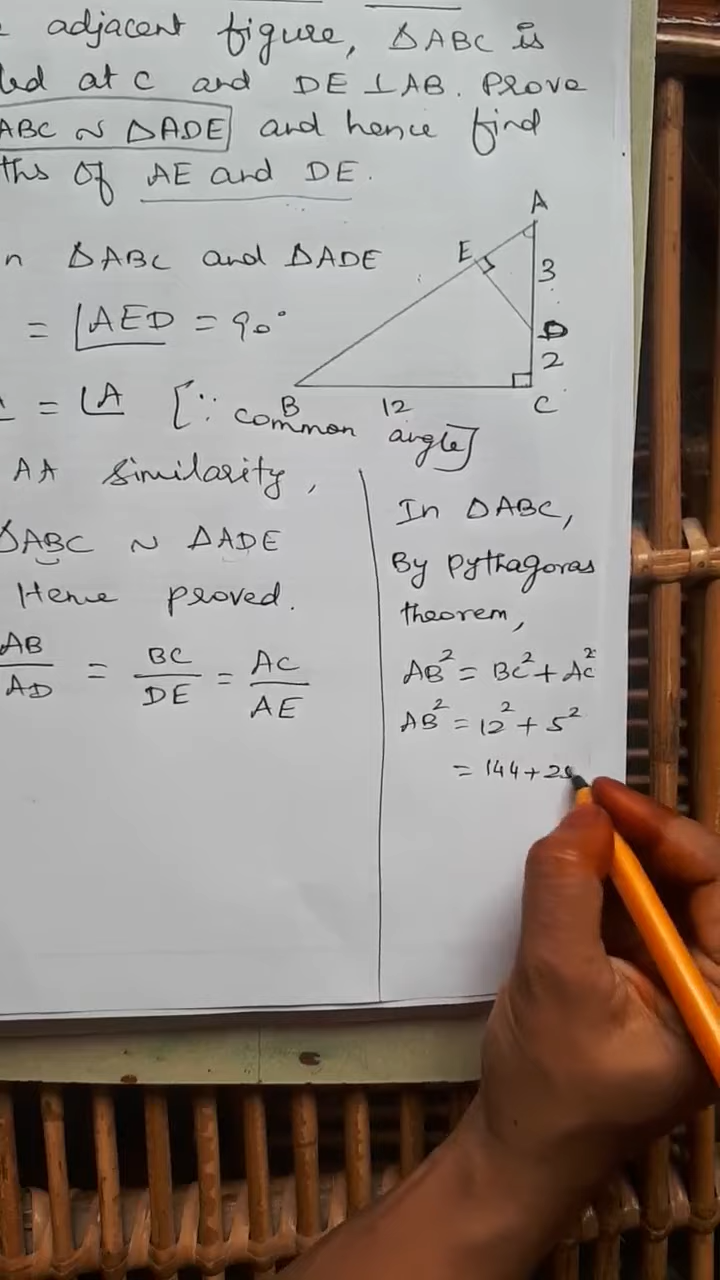 adjacent figure, ΔABC is
at C and DE ⊥ AB. Prove
ABC ~ ΔADE and hence find
of AE and DE.
ΔABC and ΔADE
= ∠AED = 90°
= ∠A [∵ common angle]
AA similarity,
ΔABC ~ ΔADE
Hence proved.
AB/AD = BC/DE = AC/AE
A
E
3
D
2
B
12
C
In ΔABC,
By Pythagoras
theorem,
AB² = BC² + AC²
AB² = 12² + 5²
= 144 + 25